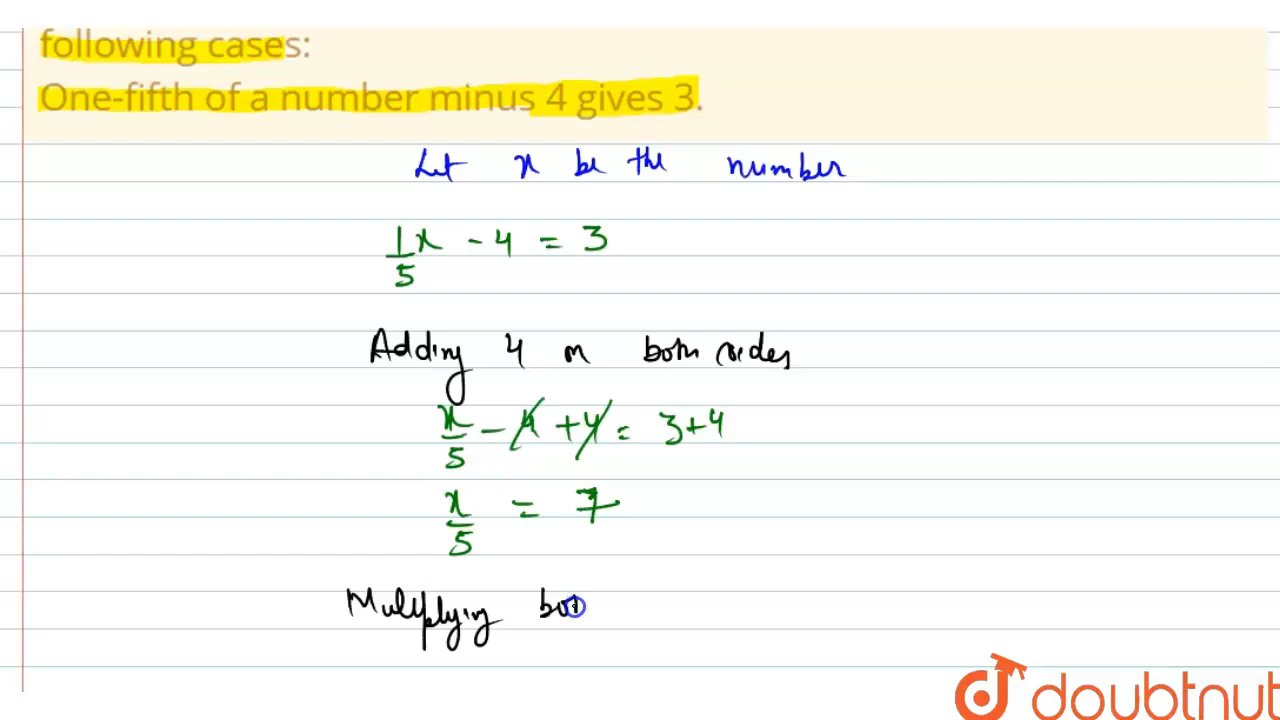 following cases:
One-fifth of a number minus 4 gives 3.
Let x be the number
1/5 x - 4 = 3
Adding 4 on both sides
x/5 - 4 + 4 = 3 + 4
x/5 = 7
Multiplying bot
doubtnut